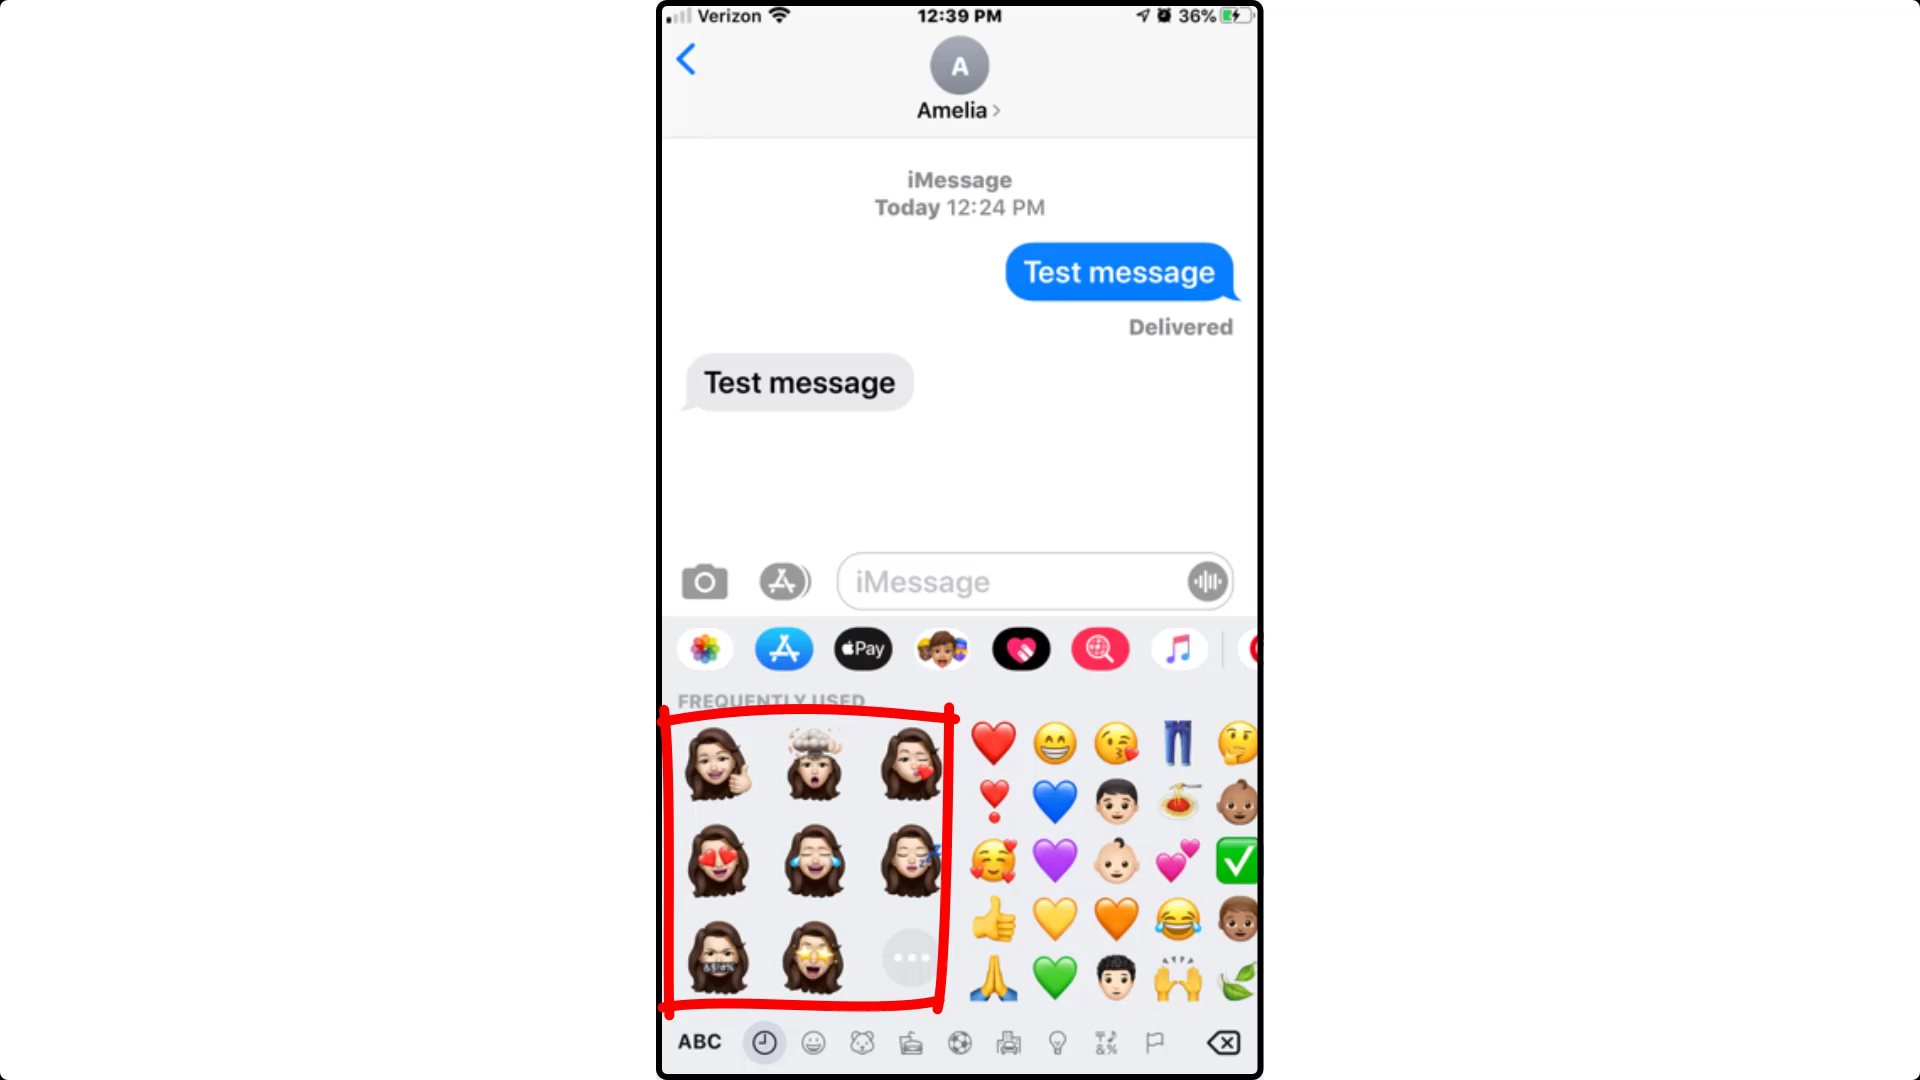 Verizon 12:39 PM 36%
A
Amelia
iMessage
Today 12:24 PM
Test message
Delivered
Test message
iMessage
Pay
FREQUENTLY USED
&$!#%
ABC